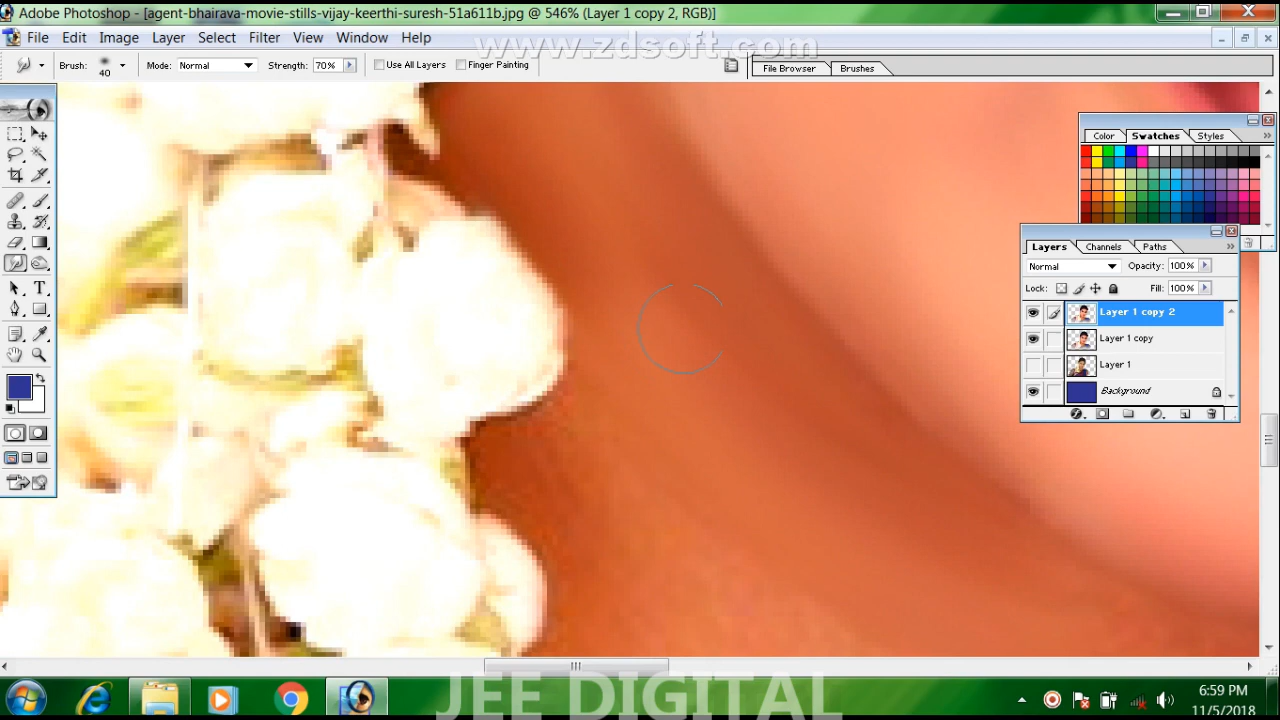 Adobe Photoshop - [agent-bhairava-movie-stills-vijay-keerthi-suresh-51a611b.jpg @ 546% (Layer 1 copy 2, RGB)]
File Edit Image Layer Select Filter View Window Help
www.zdsoft.com
Brush: 40 Mode: Normal Strength: 70% Use All Layers Finger Painting File Browser Brushes
Color Swatches Styles
Layers Channels Paths
Normal Opacity: 100%
Lock: Fill: 100%
Layer 1 copy 2
Layer 1 copy
Layer 1
Background
JEE DIGITAL
6:59 PM
11/5/2018